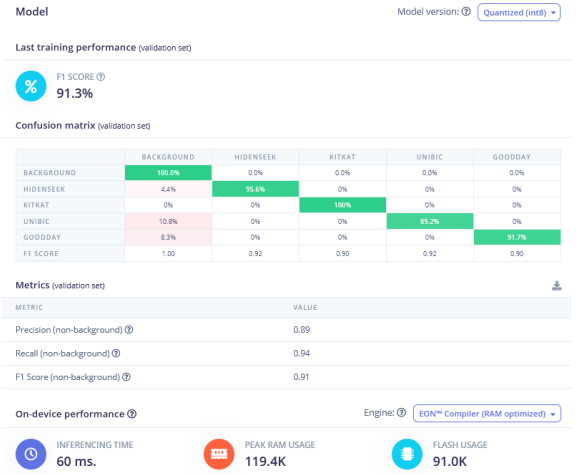 Model
Model version: Quantized (int8)
Last training performance (validation set)
%
F1 SCORE
91.3%
Confusion matrix (validation set)
BACKGROUND HIDENSEEK KITKAT UNIBIC GOODDAY
BACKGROUND 100.0% 0.0% 0.0% 0.0% 0.0%
HIDENSEEK 4.4% 95.6% 0% 0% 0%
KITKAT 0% 0% 100% 0% 0%
UNIBIC 10.8% 0% 0% 89.2% 0%
GOODDAY 8.3% 0% 0% 0% 91.7%
F1 SCORE 1.00 0.92 0.90 0.92 0.90
Metrics (validation set)
METRIC VALUE
Precision (non-background) ? 0.89
Recall (non-background) ? 0.94
F1 Score (non-background) ? 0.91
On-device performance ? Engine: ? EON™ Compiler (RAM optimized)
INFERENCING TIME PEAK RAM USAGE FLASH USAGE
60 ms. 119.4K 91.0K